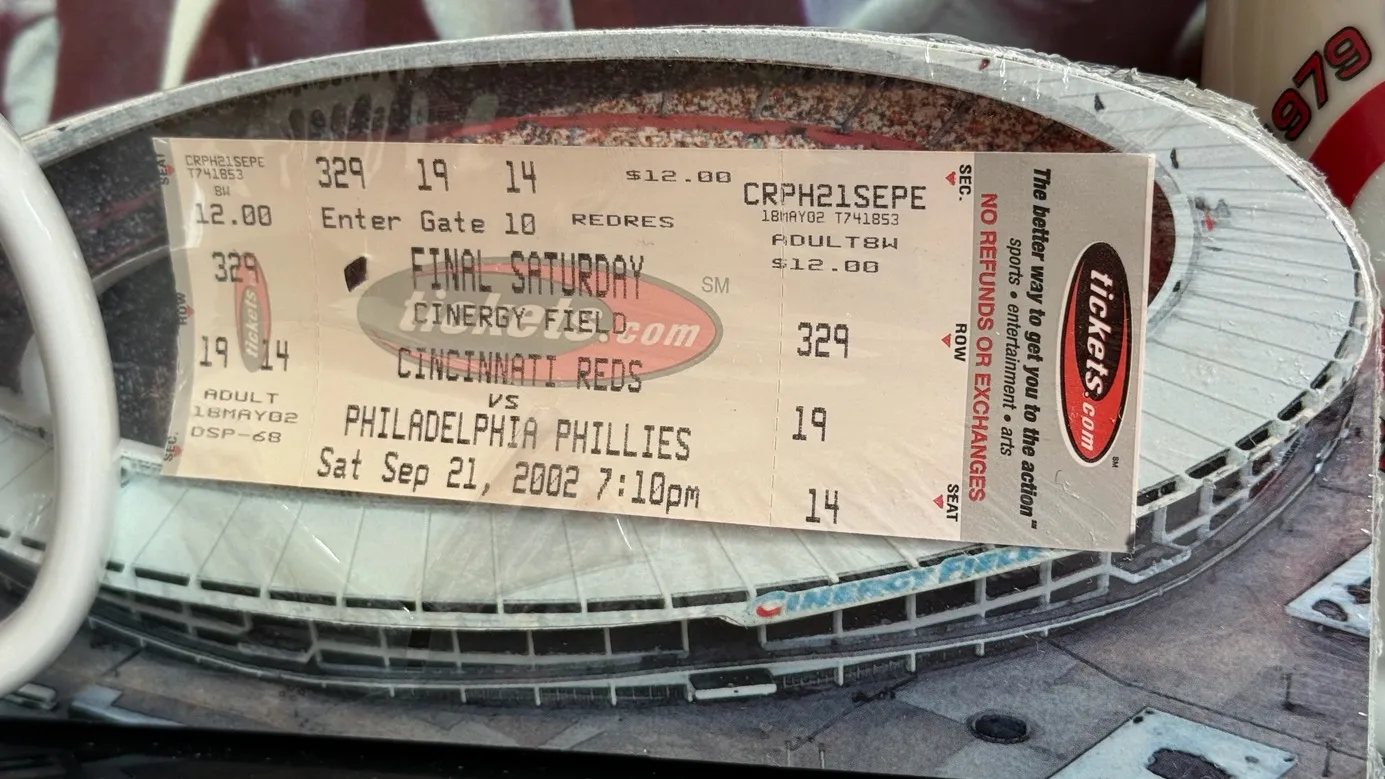 SEAT
CRPH21SEPE
T741853
8W
12.00
329
ROW
19 14
ADULT
18MAY02
DSP-68
SEC.
tickets
329 19 14 $12.00
Enter Gate 10 REDRES
FINAL SATURDAY
CINERGY FIELD
CINCINNATI REDS
VS
PHILADELPHIA PHILLIES
Sat Sep 21, 2002 7:10pm
tickets.com
SM
CRPH21SEPE
18MAY02 T741853
ADULT8W
$12.00
329
19
14
SEC.
ROW
SEAT
NO REFUNDS OR EXCHANGES
sports • entertainment • arts
The better way to get you to the action"
tickets.com
SM
CINERGY FIELD
979